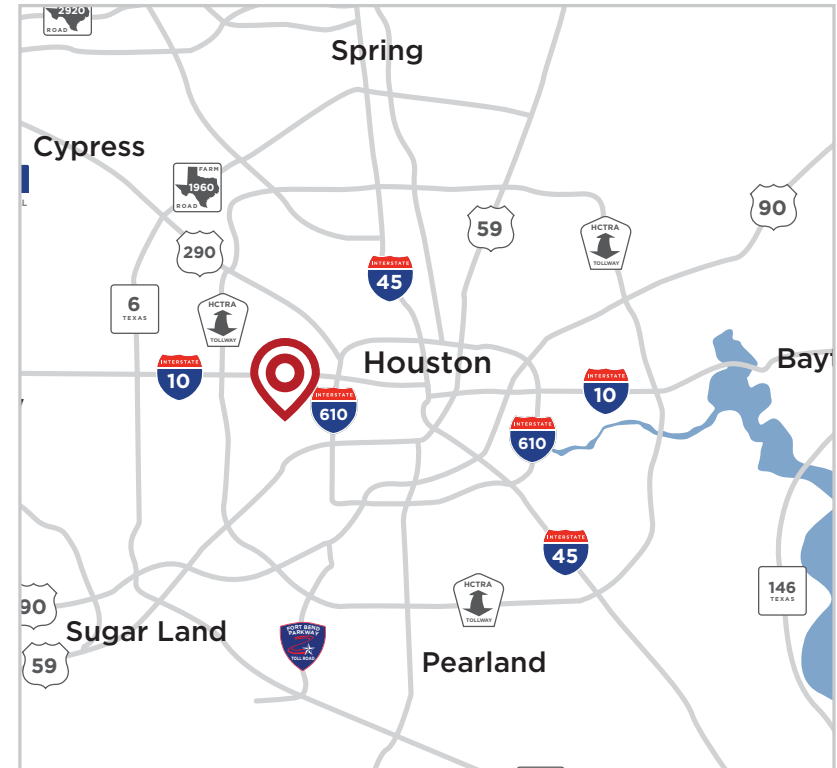 2920
ROAD
Spring
Cypress
FARM
1960
ROAD
L
90
59
HCTRA
TOLLWAY
290
INTERSTATE
45
6
TEXAS
HCTRA
TOLLWAY
Houston
Bayt
INTERSTATE
10
INTERSTATE
10
INTERSTATE
610
INTERSTATE
610
INTERSTATE
45
HCTRA
TOLLWAY
146
TEXAS
90
Sugar Land
FORT BEND
PARKWAY
TOLL ROAD
59
Pearland